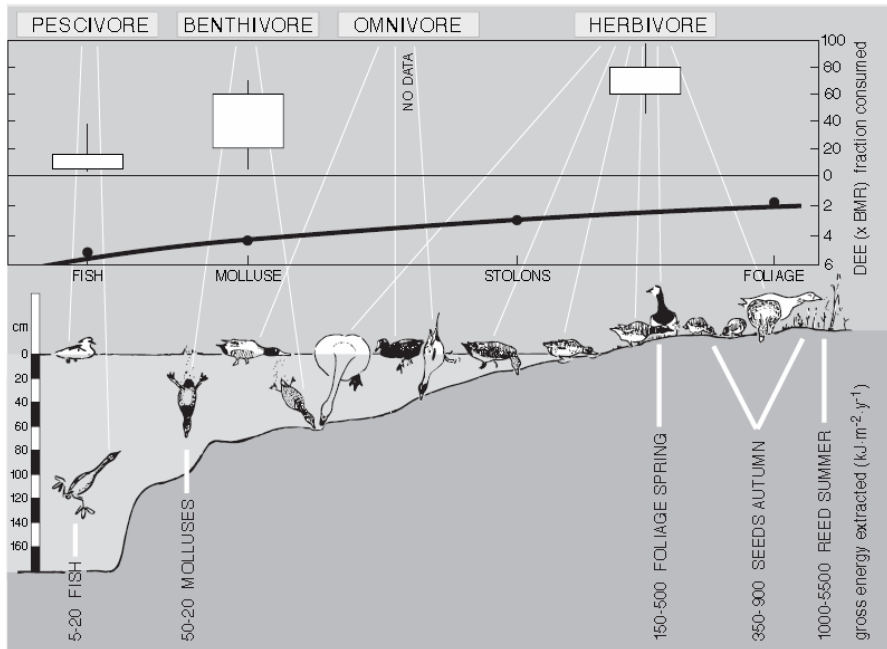 PESCIVORE BENTHIVORE OMNIVORE HERBIVORE
100
80
60
40
20
0
2
4
6
fraction consumed
DEE (x BMR)
NO DATA
FISH MOLLUSE STOLONS FOLIAGE
cm
0
20
40
60
80
100
120
140
160
5-20 FISH
50-20 MOLLUSES
150-500 FOLIAGE SPRING
350-900 SEEDS AUTUMN
1000-5500 REED SUMMER
gross energy extracted (kJ·m-2·y-1)